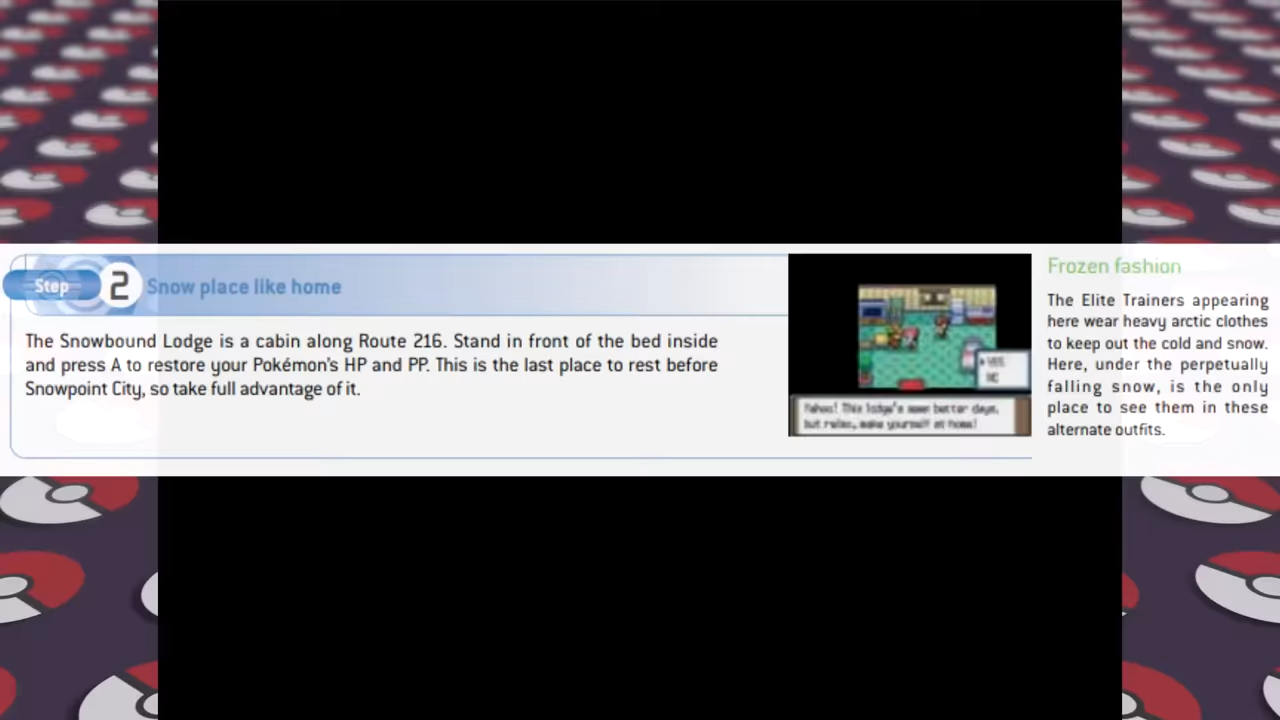 Step 2 Snow place like home
The Snowbound Lodge is a cabin along Route 216. Stand in front of the bed inside
and press A to restore your Pokémon's HP and PP. This is the last place to rest before
Snowpoint City, so take full advantage of it.
YES
NO
Yahoo! This lodge's seen better days,
but relax, make yourself at home!
Frozen fashion
The Elite Trainers appearing
here wear heavy arctic clothes
to keep out the cold and snow.
Here, under the perpetually
falling snow, is the only
place to see them in these
alternate outfits.